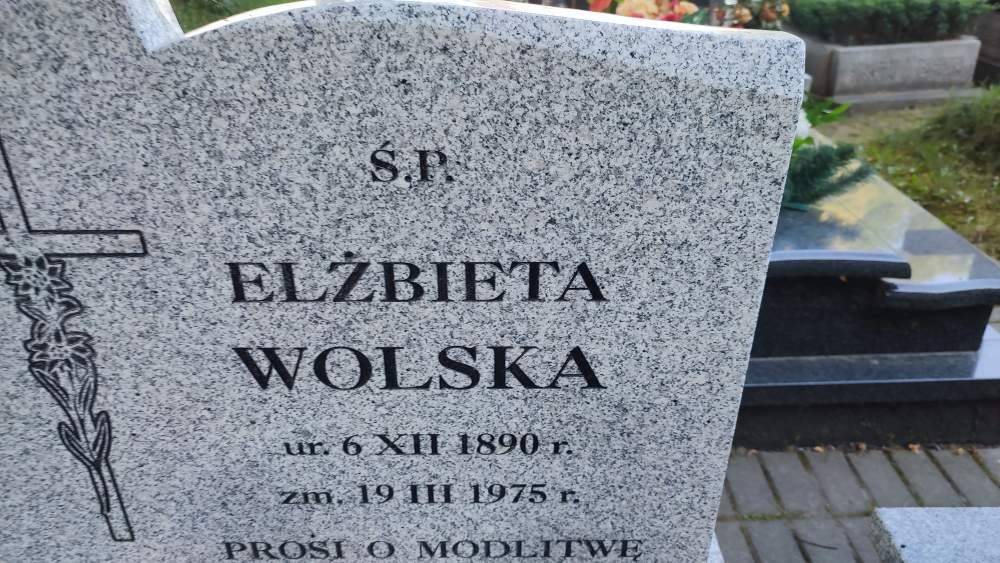 Ś.P.
ELŻBIETA
WOLSKA
ur. 6 XII 1890 r.
zm. 19 III 1975 r.
PROSI O MODLITWĘ